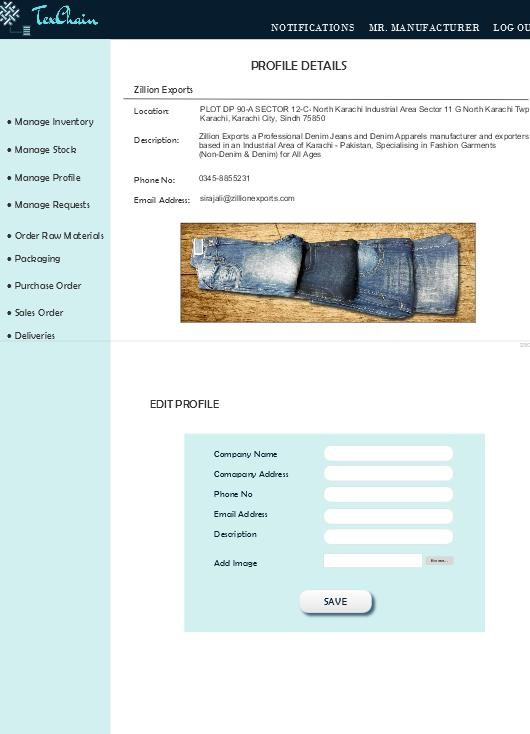 TexChain
NOTIFICATIONS MR. MANUFACTURER LOG OU
PROFILE DETAILS
Zillion Exports
Location: PLOT DP 90-A SECTOR 12-C- North Karachi Industrial Area Sector 11 G North Karachi Twp
Karachi, Karachi City, Sindh 75850
Description: Zillion Exports a Professional Denim Jeans and Denim Apparels manufacturer and exporters
based in an Industrial Area of Karachi - Pakistan, Specialising in Fashion Garments
(Non-Denim & Denim) for All Ages
Phone No: 0345-8855231
Email Address: sirajali@zillionexports.com
• Manage Inventory
• Manage Stock
• Manage Profile
• Manage Requests
• Order Raw Materials
• Packaging
• Purchase Order
• Sales Order
• Deliveries
EDIT PROFILE
Company Name
Comapany Address
Phone No
Email Address
Description
Add Image Browse..
SAVE